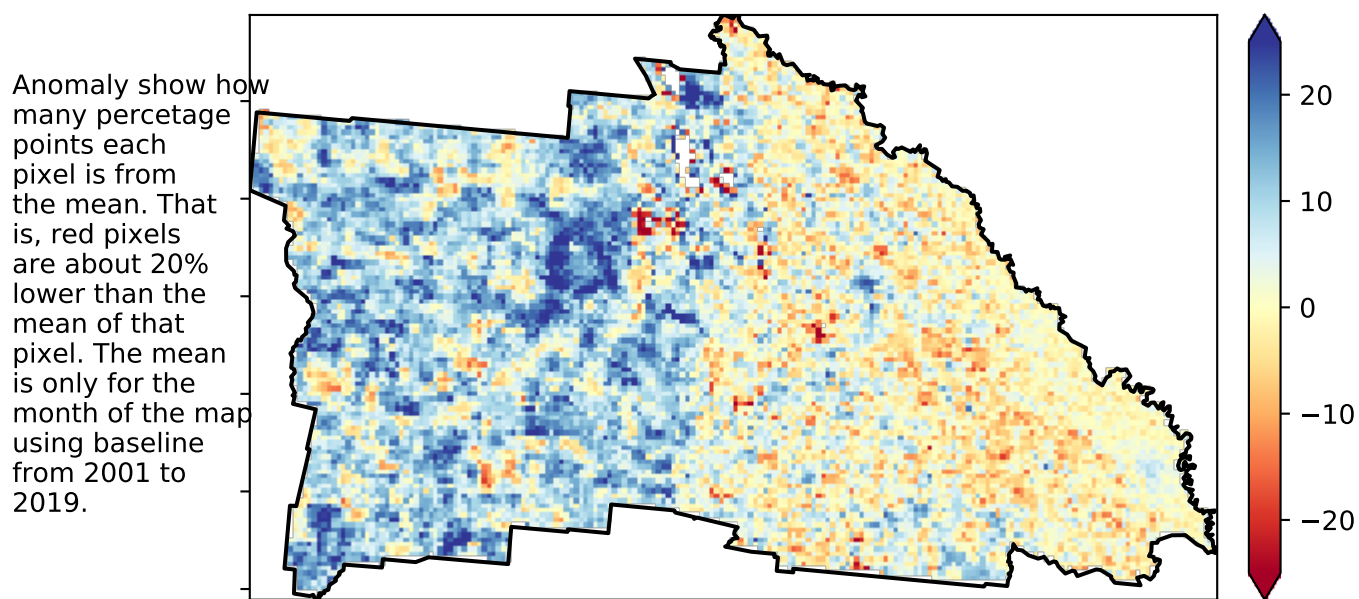 Anomaly show how
many percetage
points each
pixel is from
the mean. That
is, red pixels
are about 20%
lower than the
mean of that
pixel. The mean
is only for the
month of the map
using baseline
from 2001 to
2019.
20
10
0
−10
−20